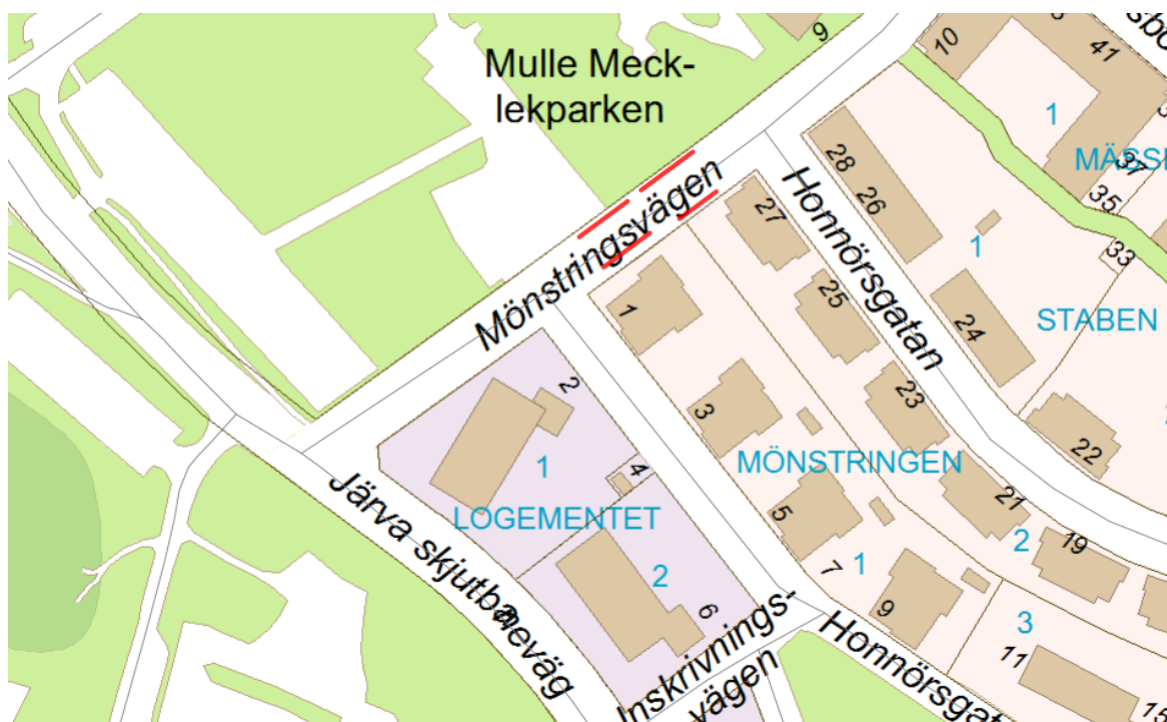 Mulle Meck-
lekparken
9
10
41
1
MÄSS
37
35
33
28
26
Mönstringsvägen
27
Honnörsgatan
1
25
24
STABEN
1
2
23
3
22
1
4
MÖNSTRINGEN
LOGEMENTET
Järva skjutbaneväg
5
21
2
19
7
1
2
6
9
3
Inskrivnings-
vägen
Honnörsgat
11
15